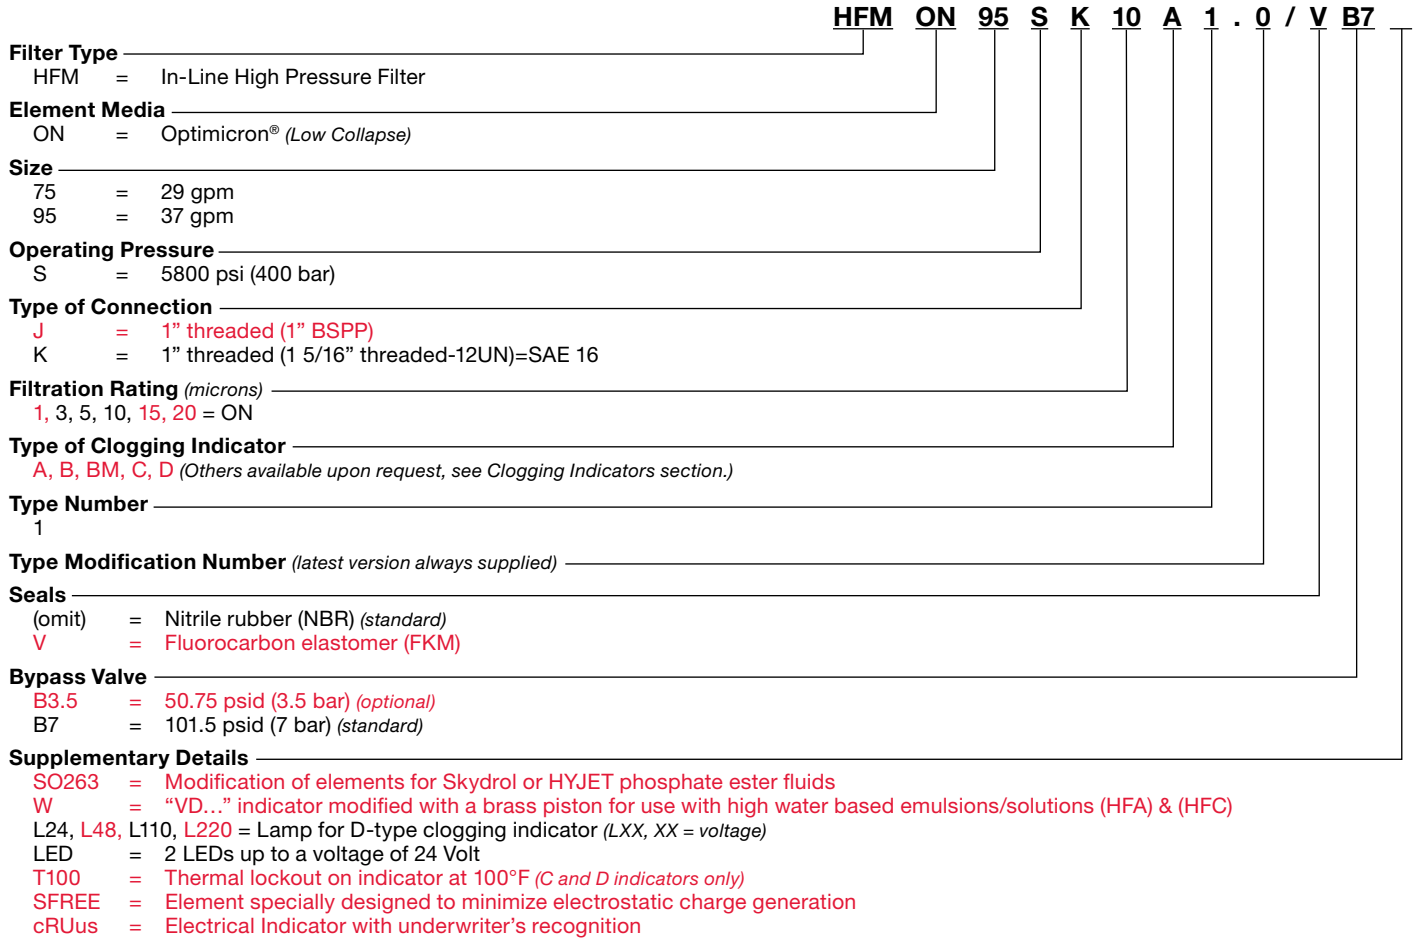 HFM ON 95 S K 10 A 1 . 0 / V B7
Filter Type
HFM = In-Line High Pressure Filter
Element Media
ON = Optimicron® (Low Collapse)
Size
75 = 29 gpm
95 = 37 gpm
Operating Pressure
S = 5800 psi (400 bar)
Type of Connection
J = 1” threaded (1” BSPP)
K = 1” threaded (1 5/16” threaded-12UN)=SAE 16
Filtration Rating (microns)
1, 3, 5, 10, 15, 20 = ON
Type of Clogging Indicator
A, B, BM, C, D (Others available upon request, see Clogging Indicators section.)
Type Number
1
Type Modification Number (latest version always supplied)
Seals
(omit) = Nitrile rubber (NBR) (standard)
V = Fluorocarbon elastomer (FKM)
Bypass Valve
B3.5 = 50.75 psid (3.5 bar) (optional)
B7 = 101.5 psid (7 bar) (standard)
Supplementary Details
SO263 = Modification of elements for Skydrol or HYJET phosphate ester fluids
W = “VD…” indicator modified with a brass piston for use with high water based emulsions/solutions (HFA) & (HFC)
L24, L48, L110, L220 = Lamp for D-type clogging indicator (LXX, XX = voltage)
LED = 2 LEDs up to a voltage of 24 Volt
T100 = Thermal lockout on indicator at 100°F (C and D indicators only)
SFREE = Element specially designed to minimize electrostatic charge generation
cRUus = Electrical Indicator with underwriter’s recognition